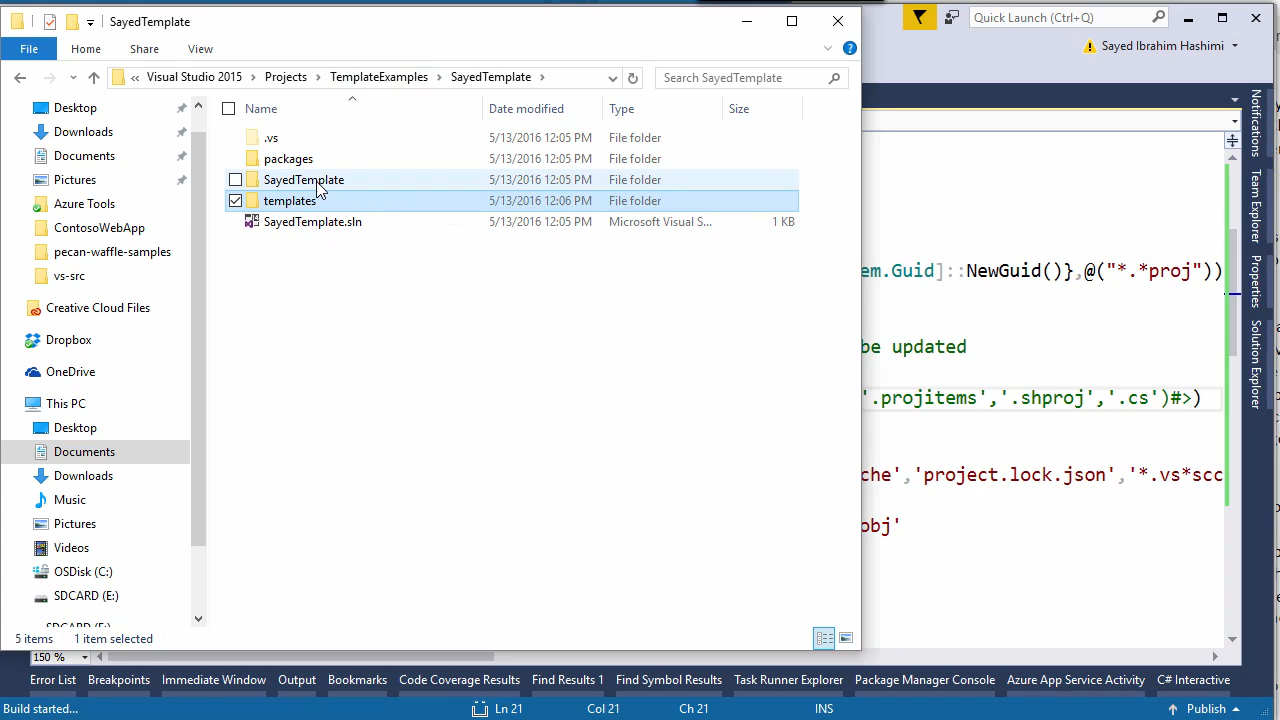 SayedTemplate
Quick Launch (Ctrl+Q)
File Home Share View
Sayed Ibrahim Hashimi
« Visual Studio 2015 > Projects > TemplateExamples > SayedTemplate >
Search SayedTemplate
Name Date modified Type Size
.vs 5/13/2016 12:05 PM File folder
packages 5/13/2016 12:05 PM File folder
SayedTemplate 5/13/2016 12:05 PM File folder
templates 5/13/2016 12:06 PM File folder
SayedTemplate.sln 5/13/2016 12:05 PM Microsoft Visual S... 1 KB
Desktop
Downloads
Documents
Pictures
Azure Tools
ContosoWebApp
pecan-waffle-samples
vs-src
Creative Cloud Files
Dropbox
OneDrive
This PC
Desktop
Documents
Downloads
Music
Pictures
Videos
OSDisk (C:)
SDCARD (E:)
5 items 1 item selected
em.Guid]::NewGuid()},@("*.*proj"))
be updated
'.projitems','.shproj','.cs')#>)
che','project.lock.json','*.vs*scc
obj'
Notifications
Team Explorer
Properties
Solution Explorer
150 %
Error List Breakpoints Immediate Window Output Bookmarks Code Coverage Results Find Results 1 Find Symbol Results Task Runner Explorer Package Manager Console Azure App Service Activity C# Interactive
Build started... Ln 21 Col 21 Ch 21 INS Publish